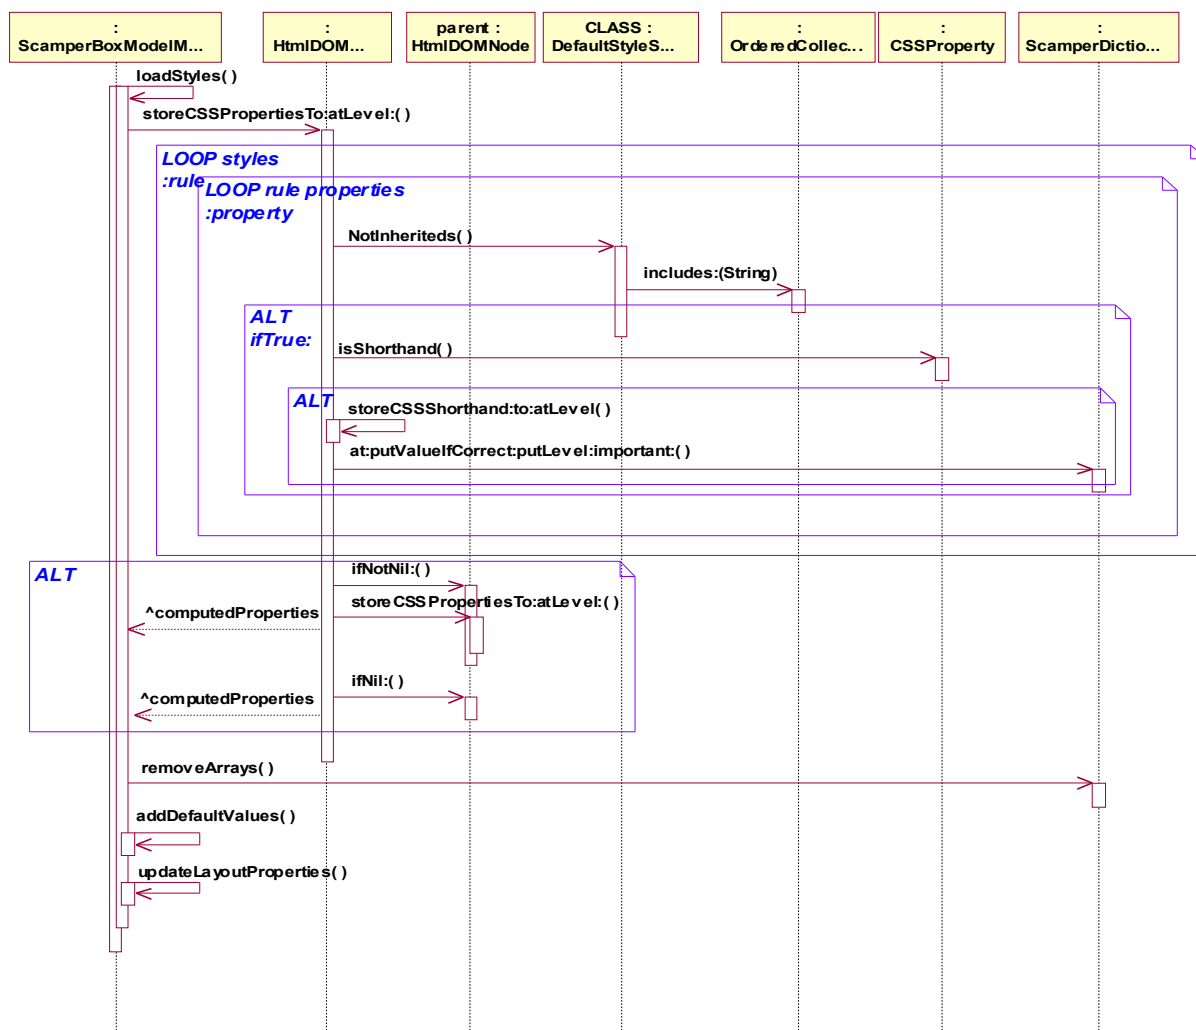 :
ScamperBoxModelM...
:
HtmlDOM...
parent :
HtmlDOMNode
CLASS :
DefaultStyleS...
:
OrderedCollec...
:
CSSProperty
:
ScamperDictio...
loadStyles( )
storeCSSPropertiesTo:atLevel:( )
LOOP styles
:rule
LOOP rule properties
:property
NotInheriteds( )
includes:(String)
ALT
ifTrue:
isShorthand( )
ALT
storeCSSShorthand:to:atLevel( )
at:putValueIfCorrect:putLevel:important:( )
ALT
ifNotNil:( )
storeCSSPropertiesTo:atLevel:( )
^computedProperties
ifNil:( )
^computedProperties
removeArrays( )
addDefaultValues( )
updateLayoutProperties( )